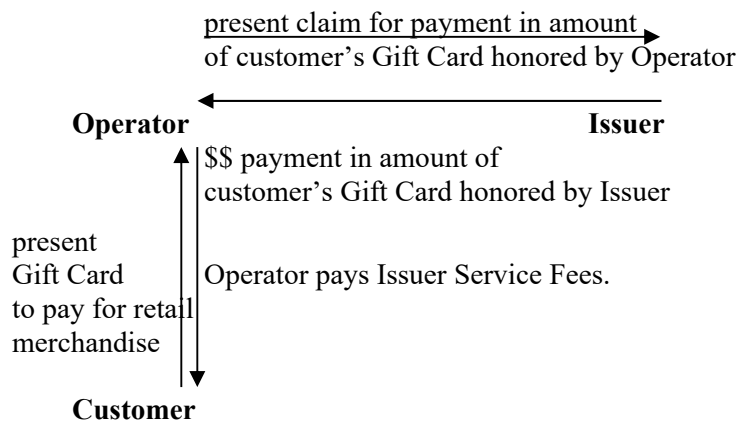 present claim for payment in amount
of customer’s Gift Card honored by Operator
Operator
Issuer
$$ payment in amount of
customer’s Gift Card honored by Issuer
present
Gift Card
to pay for retail
merchandise
Operator pays Issuer Service Fees.
Customer